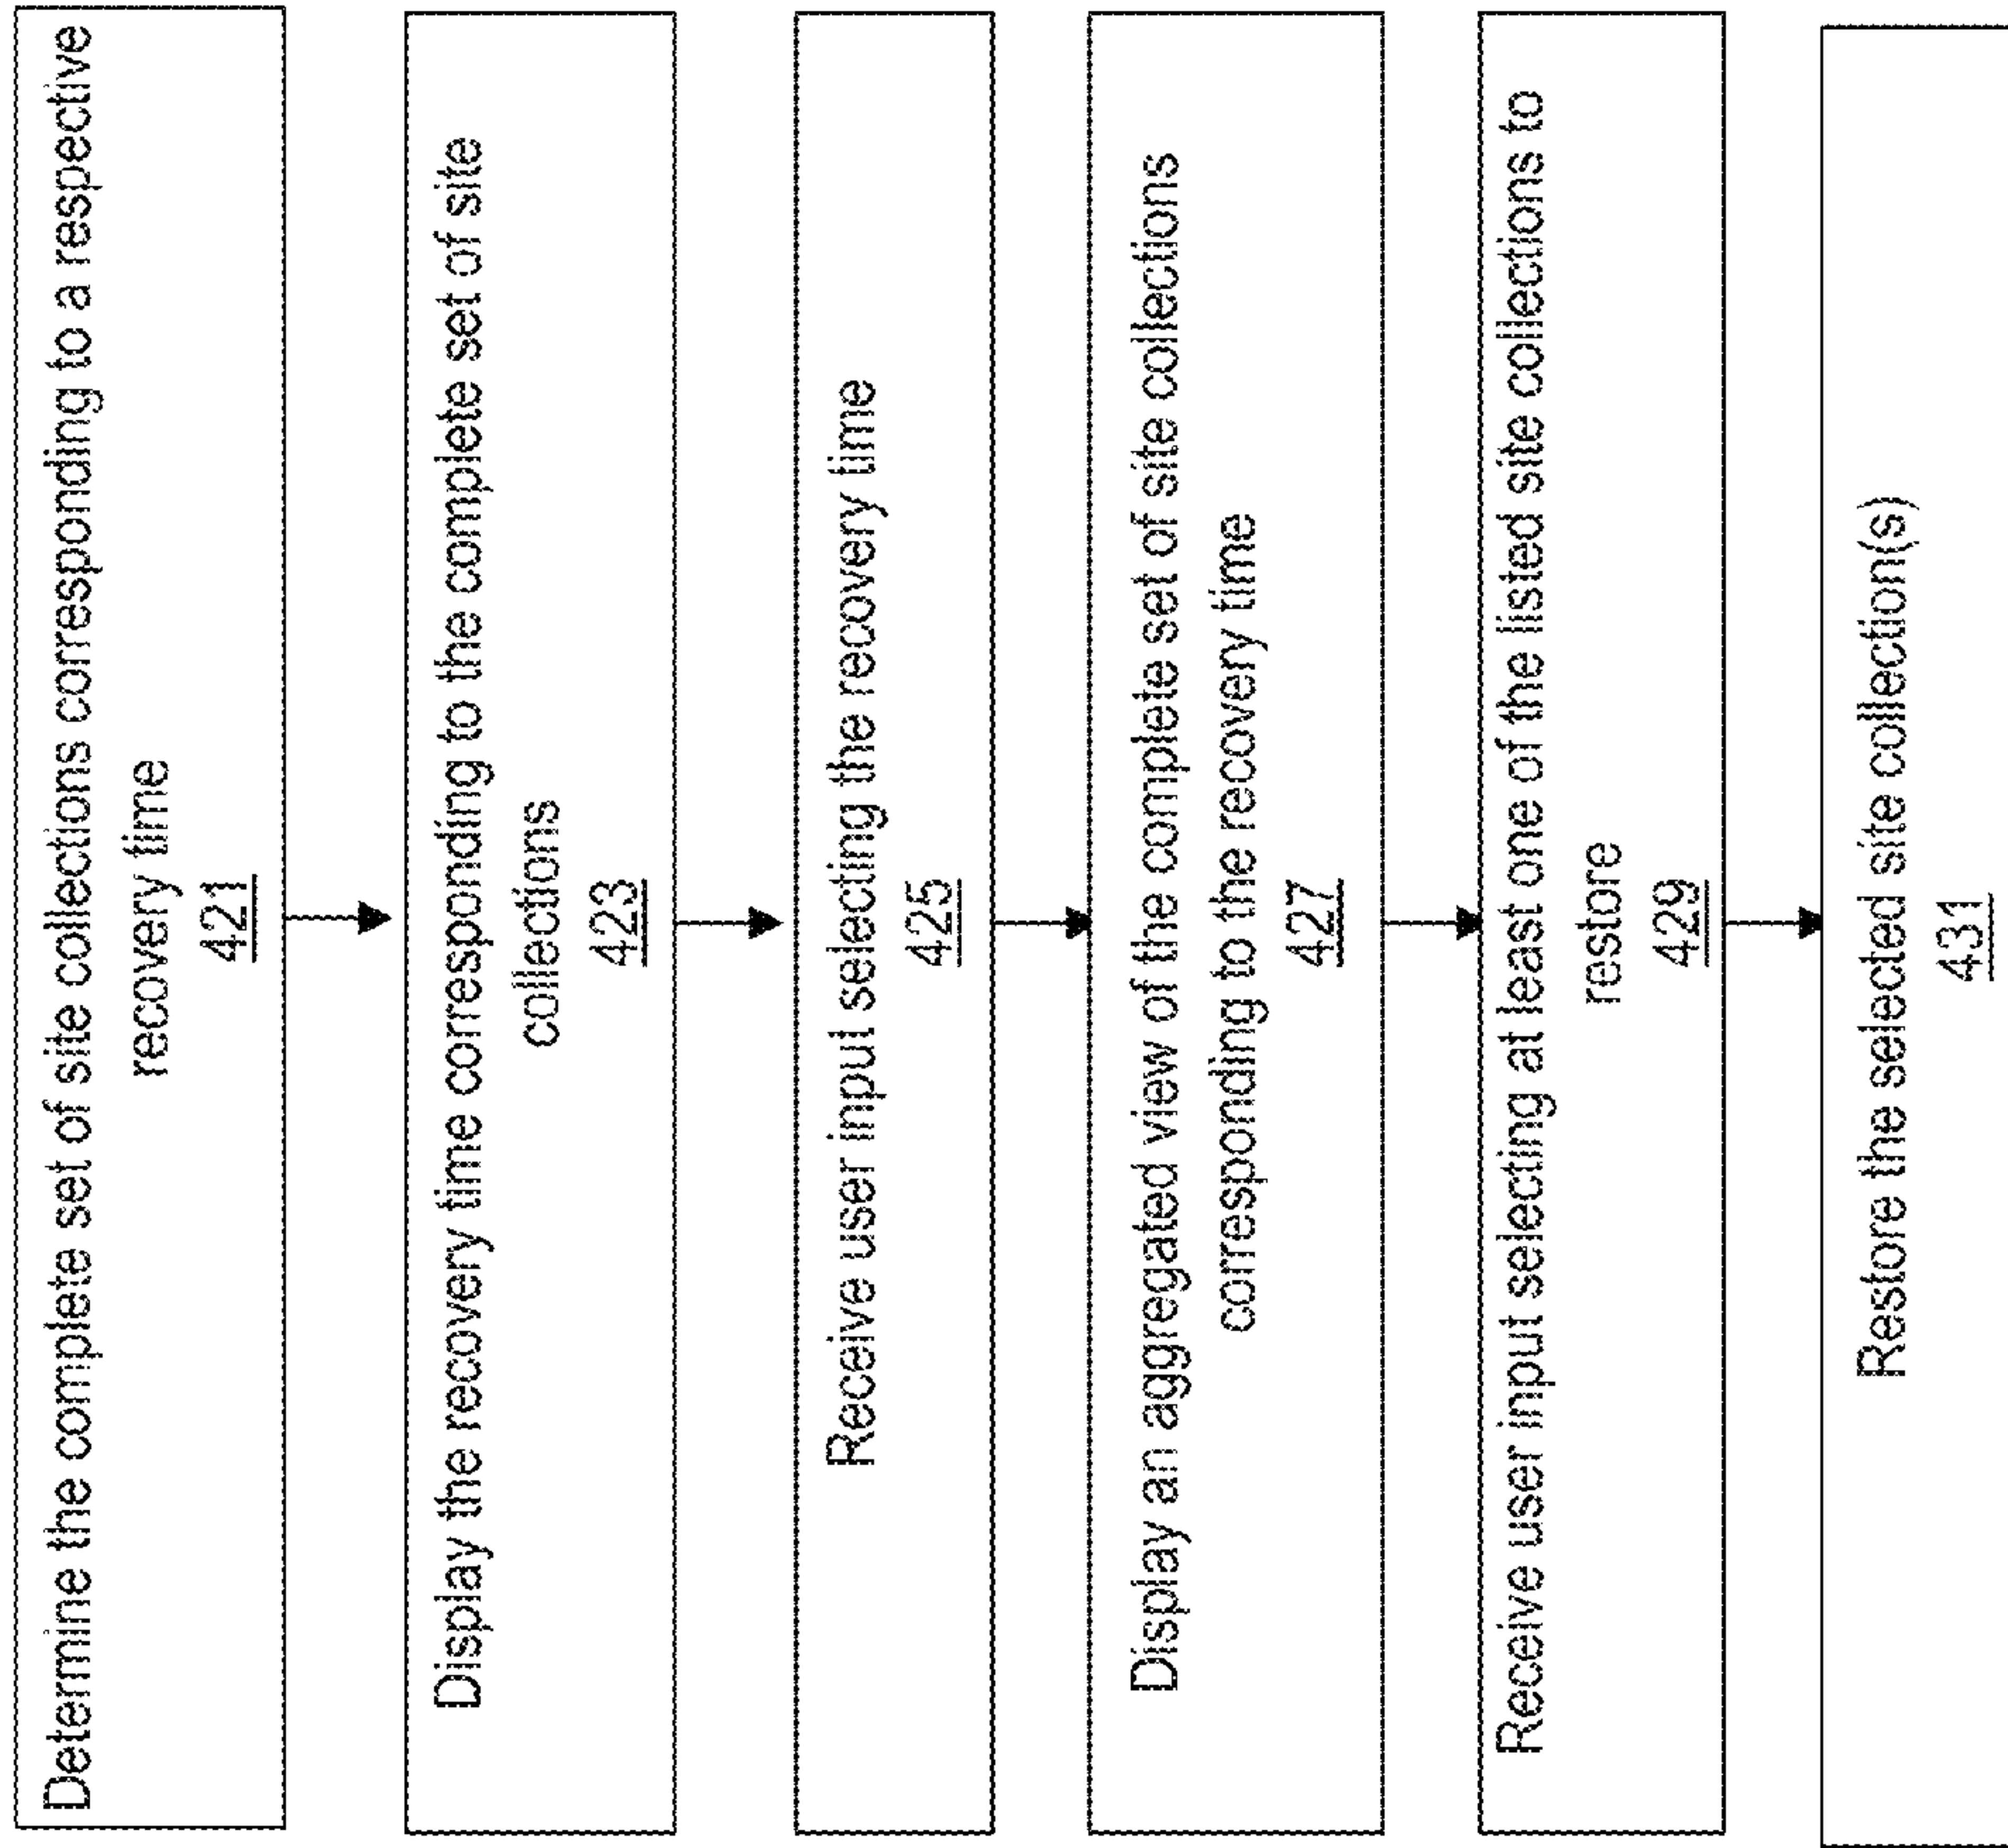 Determine the complete set of site collections corresponding to a respective
recovery time
421
Display the recovery time corresponding to the complete set of site
collections
423
Receive user input selecting the recovery time
425
Display an aggregated view of the complete set of site collections
corresponding to the recovery time
427
Receive user input selecting at least one of the listed site collections to
restore
429
Restore the selected site collection(s)
431